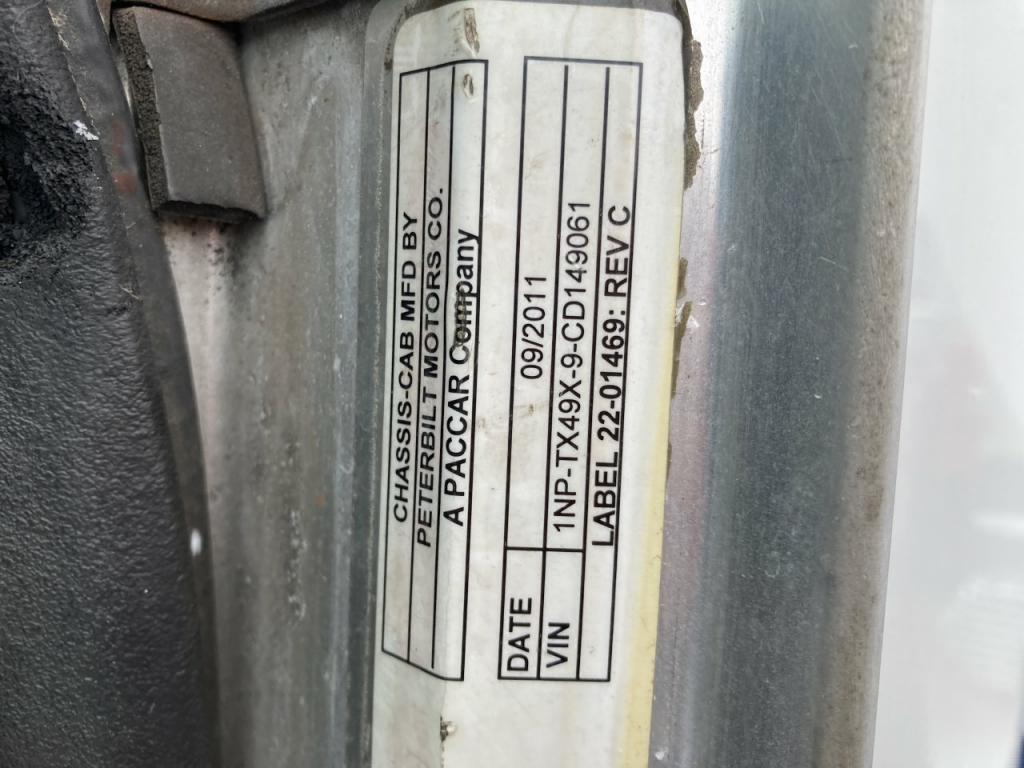 CHASSIS-CAB MFD BY
PETERBILT MOTORS CO.
A PACCAR Company
DATE 09/2011
VIN 1NP-TX49X-9-CD149061
LABEL 22-01469: REV C